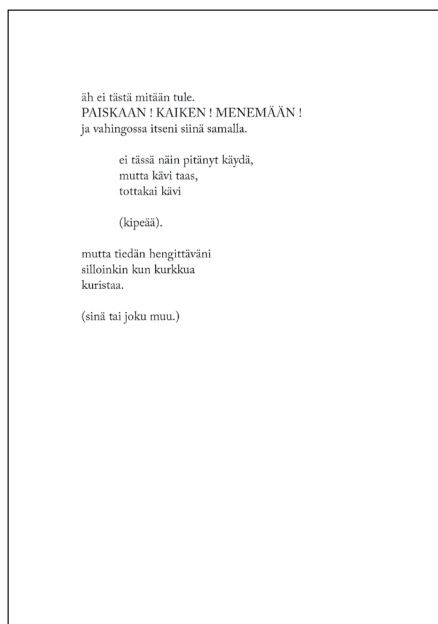 äh ei tästä mitään tule.
PAISKAAN ! KAIKEN ! MENEMÄÄN !
ja vahingossa itseni siinä samalla.
ei tässä näin pitänyt käydä,
mutta kävi taas,
tottakai kävi
(kipeää).
mutta tiedän hengittäväni
silloinkin kun kurkkua
kuristaa.
(sinä tai joku muu.)